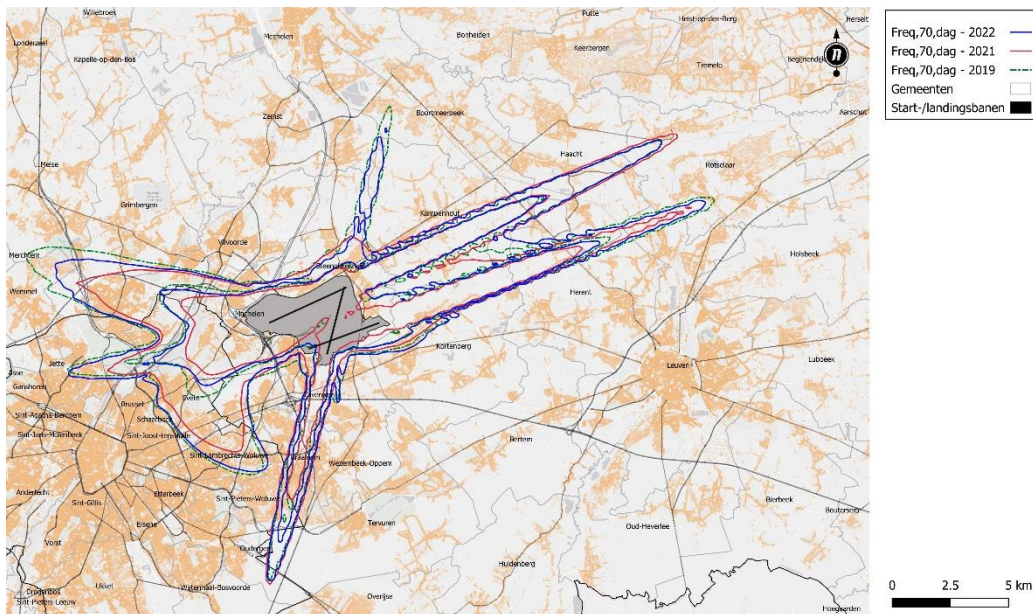 Willebroek
Putte
Heist-op-den-Berg
Herselt
Londerzeel
Mechelen
Bonheiden
Keerbergen
Kapelle-op-den-Bos
Tremelo
Begijnendijk
n
Zemst
Boortmeerbeek
Aarschot
Meise
Haacht
Rotselaar
Grimbergen
Kampenhout
Vilvoorde
Merchtem
Holsbeek
Wemmel
Machelen
Herent
Kortenberg
Jette
Leuven
Lubbeek
Asse
Ganshoren
Evere
Brussel
Sint-Agatha-Berchem
Schaarbeek
Sint-Jans-Molenbeek
Sint-Joost-ten-Node
Bertem
Sint-Lambrechts-Woluwe
Wezembeek-Oppem
Anderlecht
Etterbeek
Sint-Pieters-Woluwe
Bierbeek
Sint-Gillis
Boutersem
Elsene
Tervuren
Oud-Heverlee
Vorst
Oudergem
Huldenberg
Ukkel
Watermaal-Bosvoorde
Drogenbos
Overijse
Sint-Pieters-Leeuw
Hoegaarden
Freq,70,dag - 2022
Freq,70,dag - 2021
Freq,70,dag - 2019
Gemeenten
Start-/landingsbanen
0 2.5 5 km